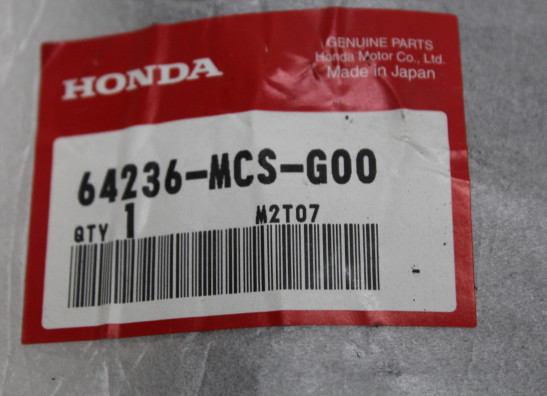 HONDA
GENUINE PARTS
Honda Motor Co., Ltd.
Made in Japan
64236-MCS-G00
QTY 1 M2T07